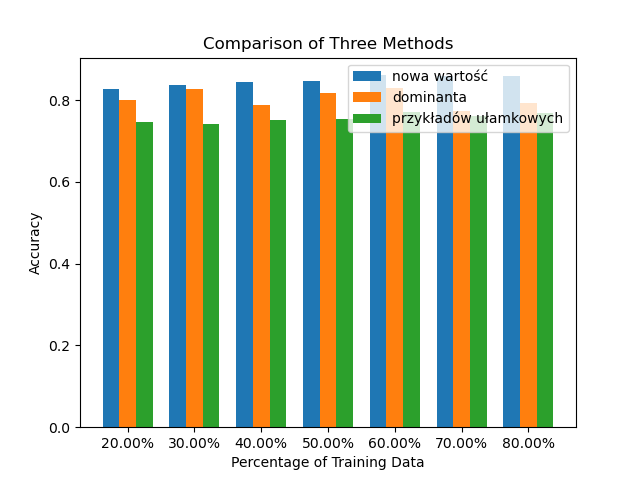 Comparison of Three Methods
nowa wartość
dominanta
przykładów ułamkowych
Accuracy
0.8
0.6
0.4
0.2
0.0
20.00% 30.00% 40.00% 50.00% 60.00% 70.00% 80.00%
Percentage of Training Data